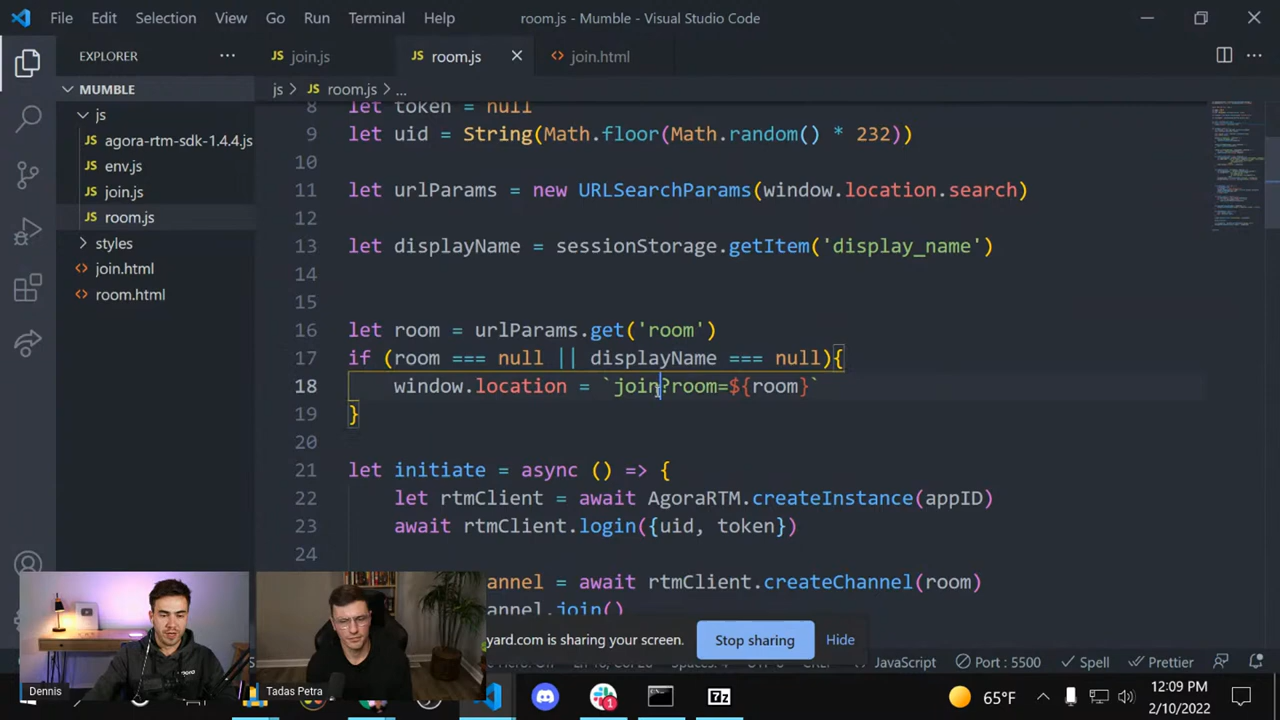 File Edit Selection View Go Run Terminal Help room.js - Mumble - Visual Studio Code
EXPLORER
MUMBLE
js
agora-rtm-sdk-1.4.4.js
env.js
join.js
room.js
styles
join.html
room.html
join.js room.js join.html
js > room.js > ...
8 let token = null
9 let uid = String(Math.floor(Math.random() * 232))
10
11 let urlParams = new URLSearchParams(window.location.search)
12
13 let displayName = sessionStorage.getItem('display_name')
14
15
16 let room = urlParams.get('room')
17 if (room === null || displayName === null){
18 window.location = `join?room=${room}`
19 }
20
21 let initiate = async () => {
22 let rtmClient = await AgoraRTM.createInstance(appID)
23 await rtmClient.login({uid, token})
24
annel = await rtmClient.createChannel(room)
annel.join()
yard.com is sharing your screen. Stop sharing Hide
JavaScript Port : 5500 Spell Prettier
Dennis
Tadas Petra
65°F 12:09 PM
2/10/2022